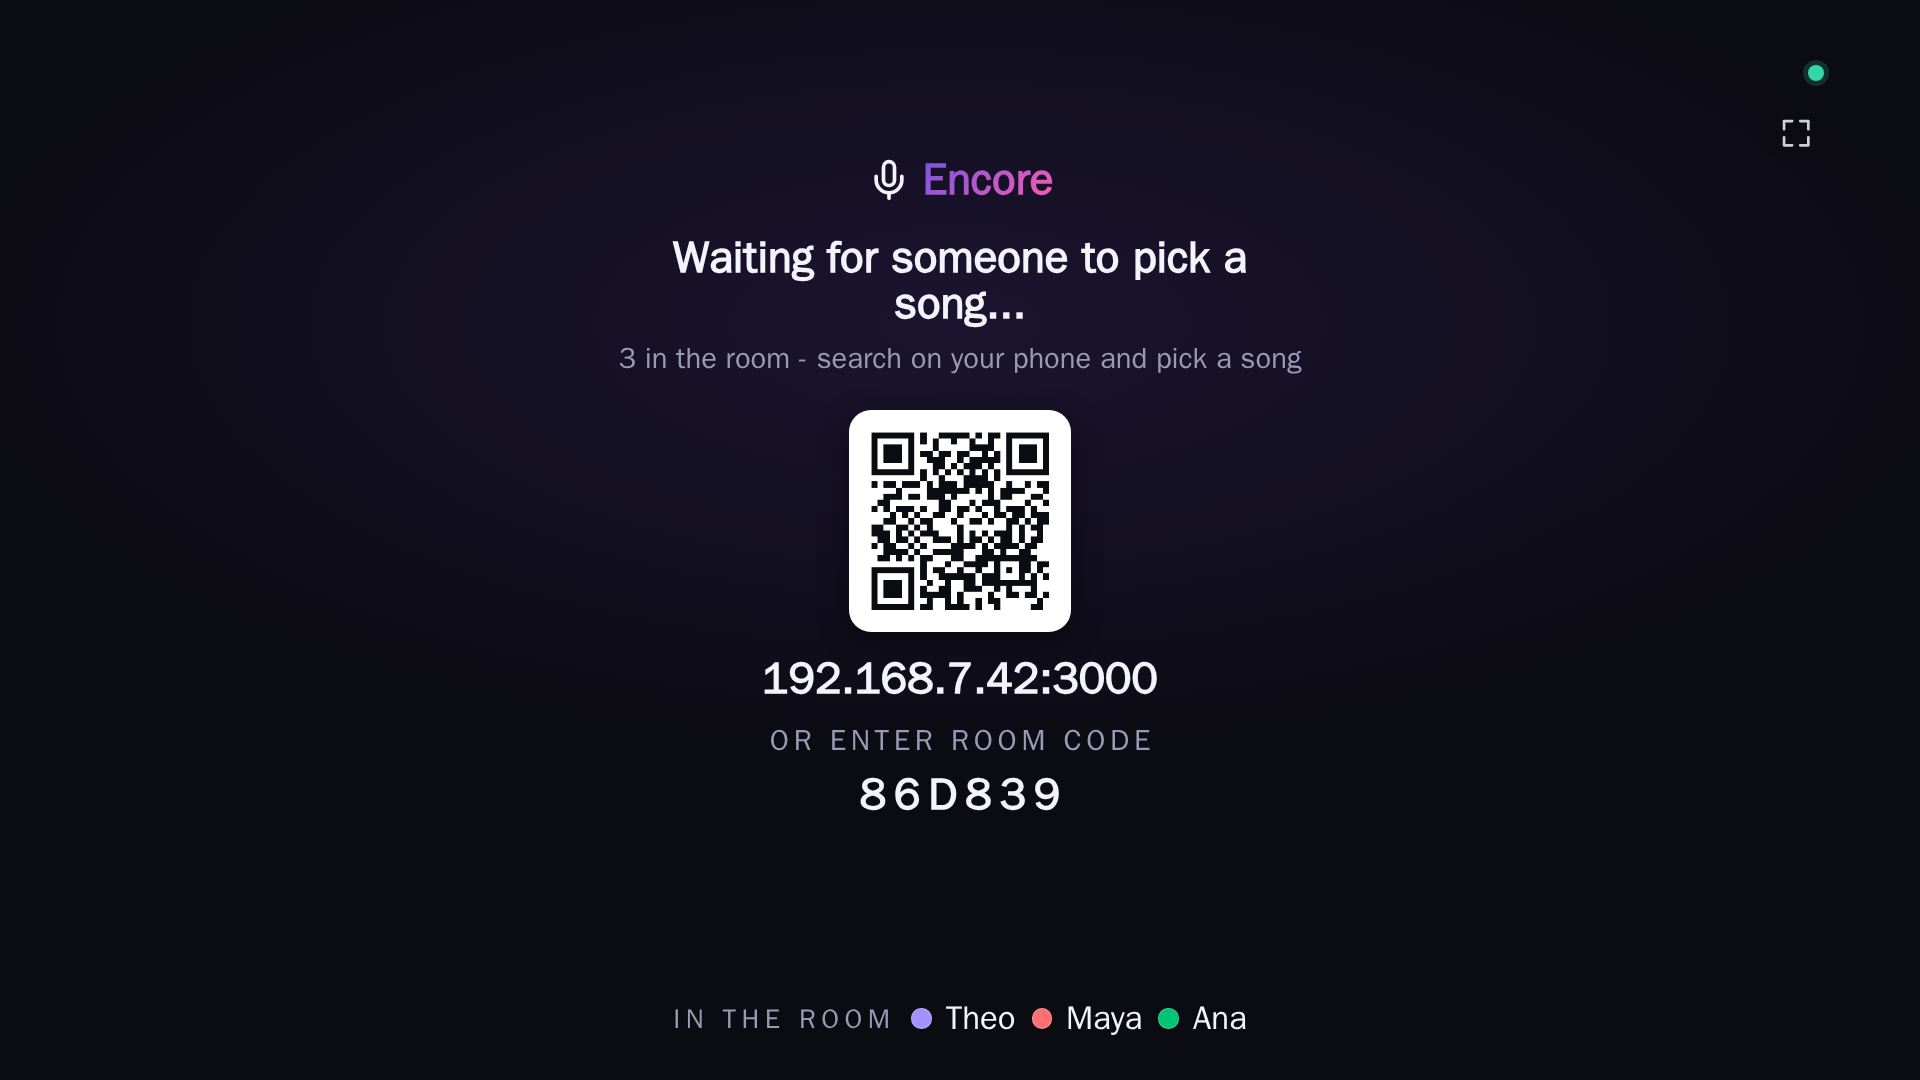 Encore
Waiting for someone to pick a
song...
3 in the room - search on your phone and pick a song
192.168.7.42:3000
OR ENTER ROOM CODE
86D839
IN THE ROOM Theo Maya Ana